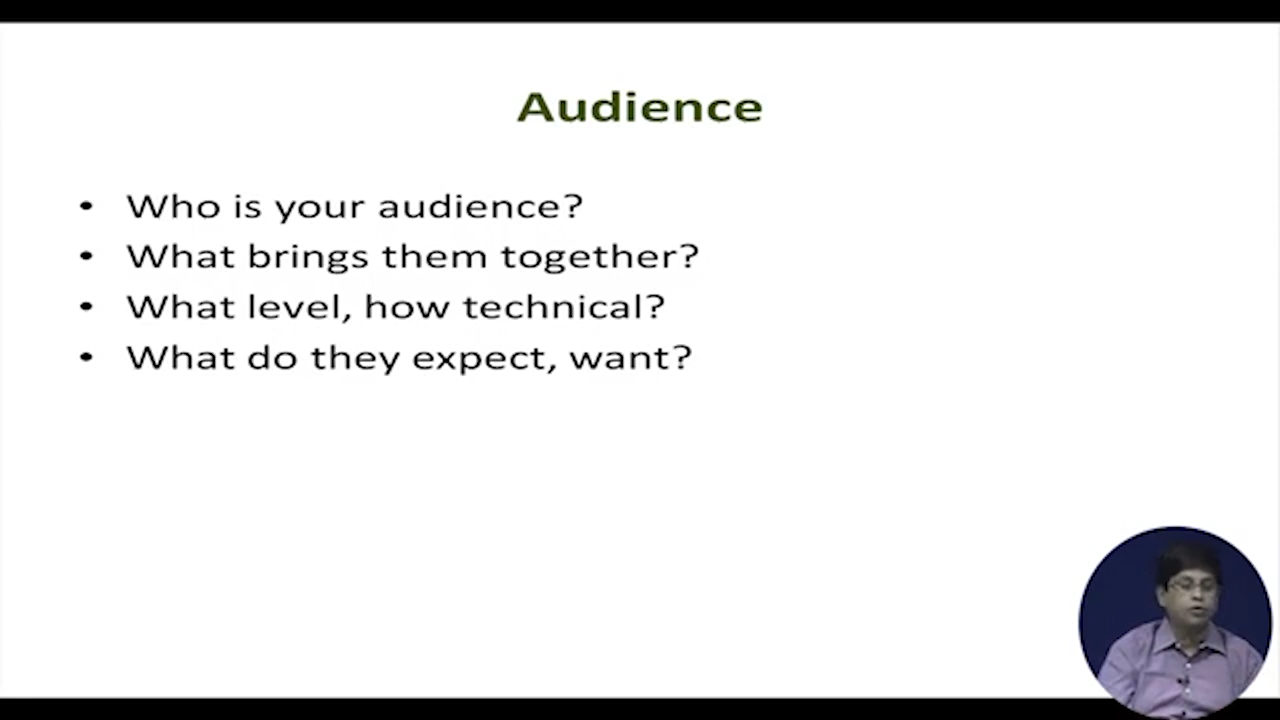 Audience
• Who is your audience?
• What brings them together?
• What level, how technical?
• What do they expect, want?